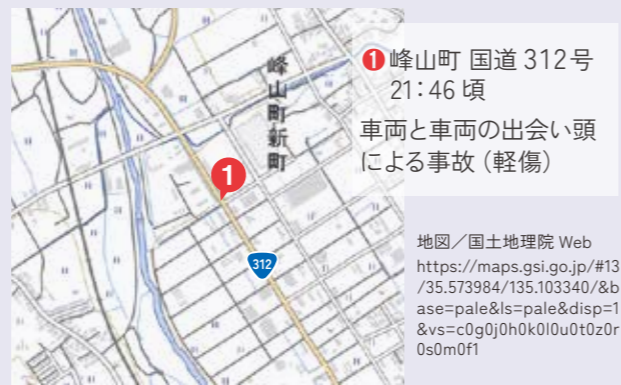 峰山町新町
1
312
❶峰山町 国道312号
21：46 頃
車両と車両の出会い頭
による事故（軽傷）
地図／国土地理院 Web
https://maps.gsi.go.jp/#13
/35.573984/135.103340/&b
ase=pale&ls=pale&disp=1
&vs=c0g0j0h0k0l0u0t0z0r
0s0m0f1